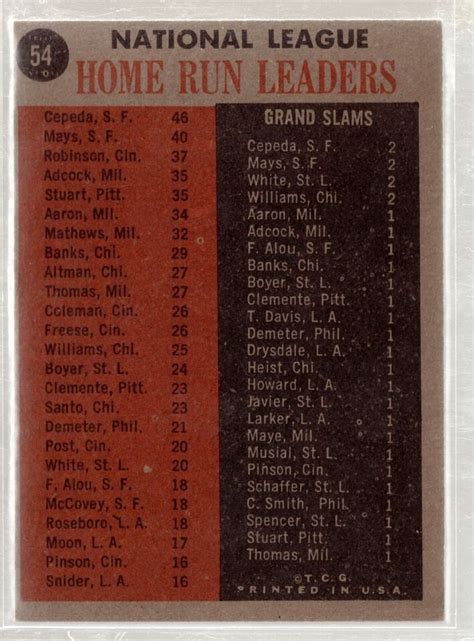 54
NATIONAL LEAGUE
HOME RUN LEADERS
Cepeda, S. F. 46
Mays, S. F. 40
Robinson, Cin. 37
Adcock, Mil. 35
Stuart, Pitt. 35
Aaron, Mil. 34
Mathews, Mil. 32
Banks, Chi. 29
Altman, Chi. 27
Thomas, Mil. 27
Coleman, Cin. 26
Freese, Cin. 26
Williams, Chi. 25
Boyer, St. L. 24
Clemente, Pitt. 23
Santo, Chi. 23
Demeter, Phil. 21
Post, Cin. 20
White, St. L. 20
F. Alou, S. F. 18
McCovey, S. F. 18
Roseboro, L. A. 18
Moon, L. A. 17
Pinson, Cin. 16
Snider, L. A. 16
GRAND SLAMS
Cepeda, S. F. 2
Mays, S. F. 2
White, St. L. 2
Williams, Chi. 2
Aaron, Mil. 1
Adcock, Mil. 1
F. Alou, S. F. 1
Banks, Chi. 1
Boyer, St. L. 1
Clemente, Pitt. 1
T. Davis, L. A. 1
Demeter, Phil. 1
Drysdale, L. A. 1
Heist, Chi. 1
Howard, L. A. 1
Javier, St. L. 1
Larker, L. A. 1
Maye, Mil. 1
Musial, St. L. 1
Pinson, Cin. 1
Schaffer, St. L. 1
C. Smith, Phil. 1
Spencer, St. L. 1
Stuart, Pitt. 1
Thomas, Mil. 1
© T. C. G.
PRINTED IN U.S.A.